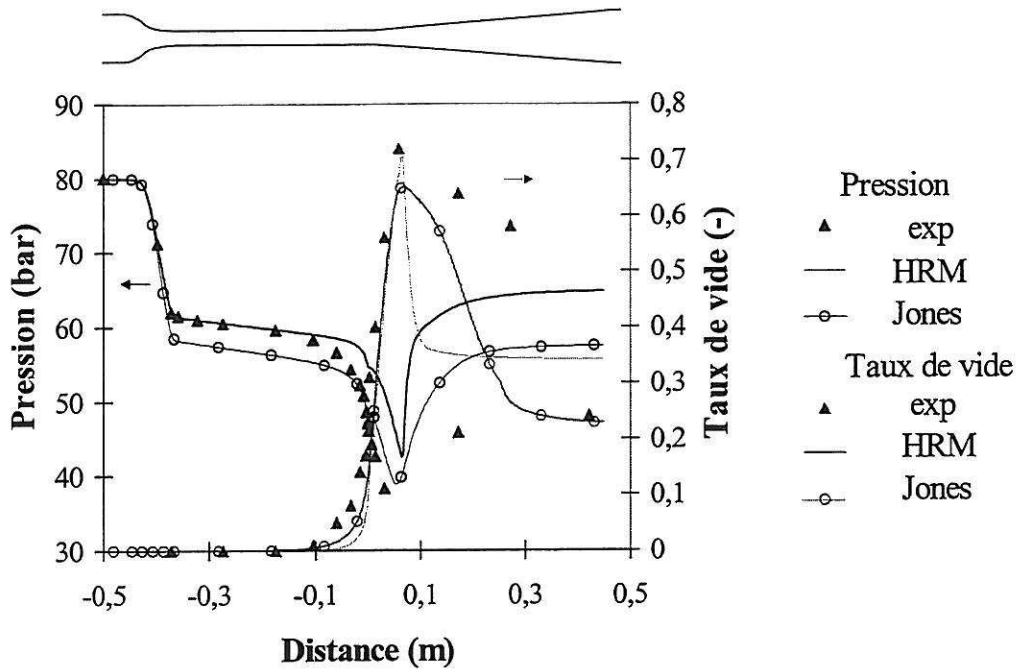 90
80
70
60
50
40
30
Pression (bar)
0,8
0,7
0,6
0,5
0,4
0,3
0,2
0,1
0
Taux de vide (-)
-0,5
-0,3
-0,1
0,1
0,3
0,5
Distance (m)
Pression
exp
HRM
Jones
Taux de vide
exp
HRM
Jones